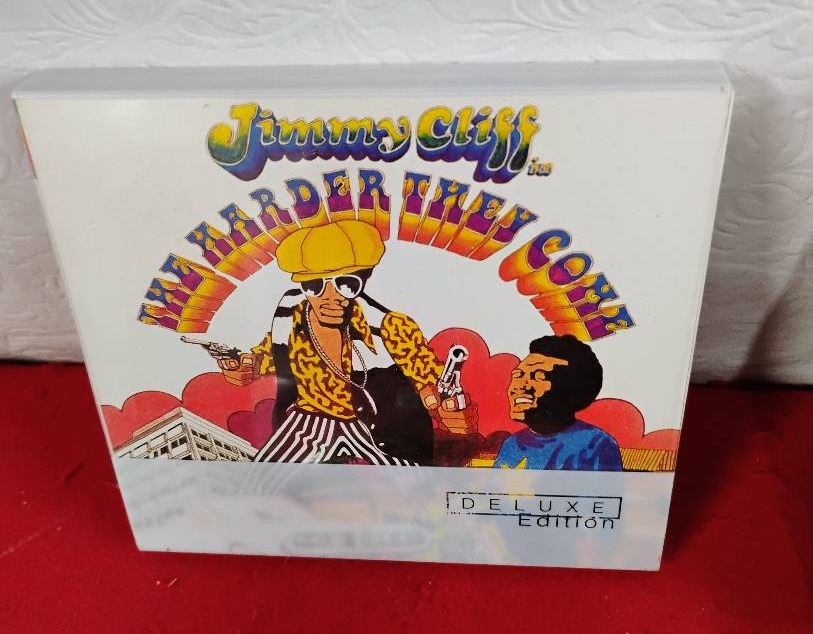 Jimmy Cliff
in
THE HARDER THEY COME
DELUXE
Edition